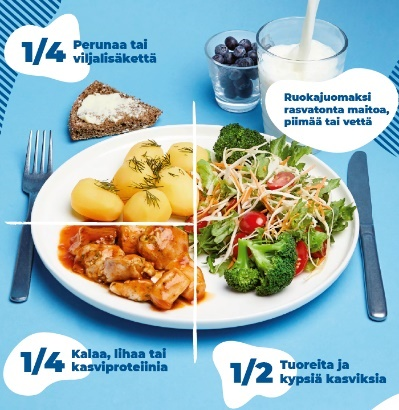 1/4 Perunaa tai
viljalisäkettä
Ruokajuomaksi
rasvatonta maitoa,
piimää tai vettä
1/4 Kalaa, lihaa tai
kasviproteiinia
1/2 Tuoreita ja
kypsiä kasviksia